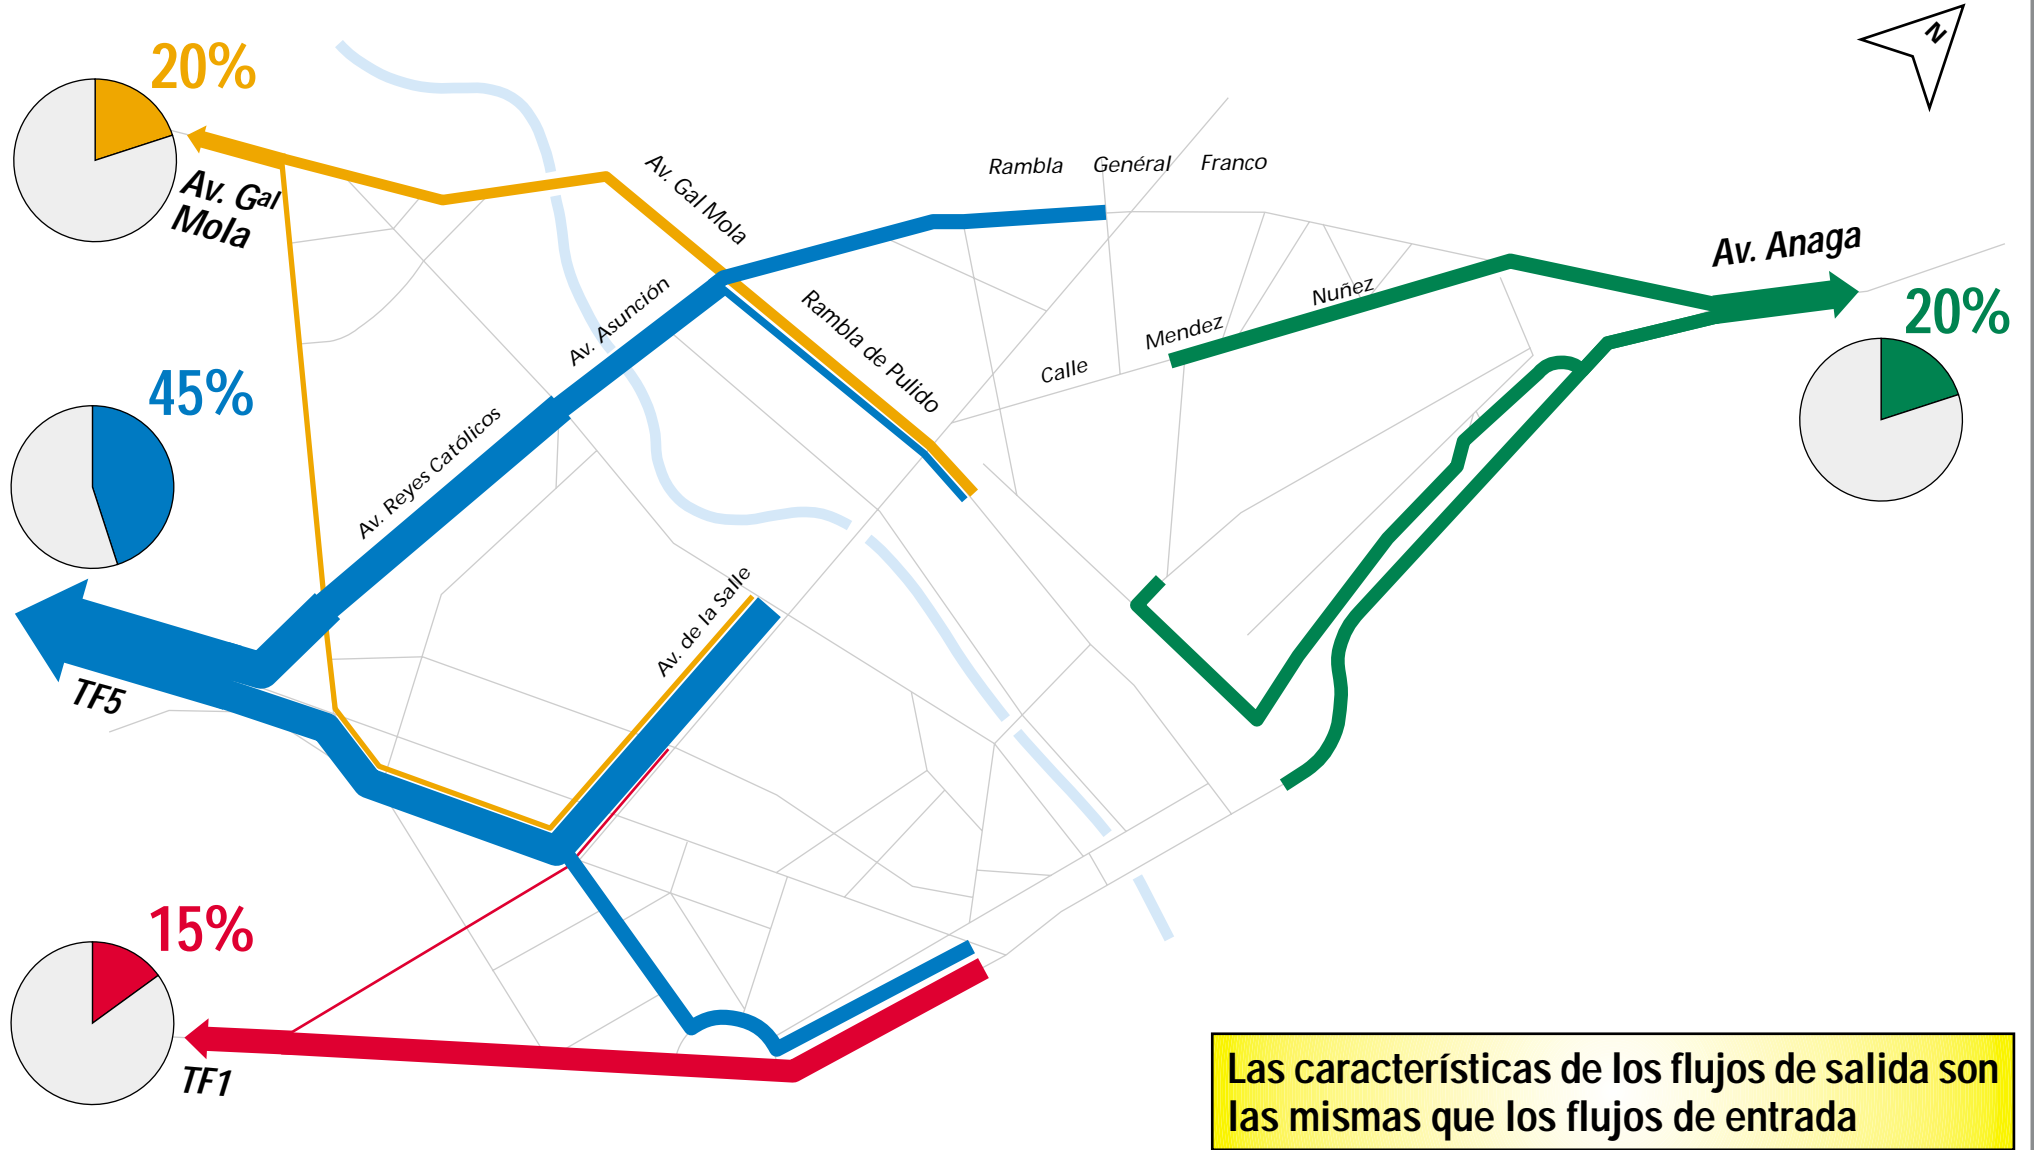 20%
Av. Gal
Mola
Av. Gal Mola
Rambla Genéral Franco
N
Av. Anaga
20%
Av. Asunción
Rambla de Pulido
Nuñez
Mendez
Calle
45%
Av. Reyes Católicos
Av. de la Salle
TF5
15%
TF1
Las características de los flujos de salida son
las mismas que los flujos de entrada